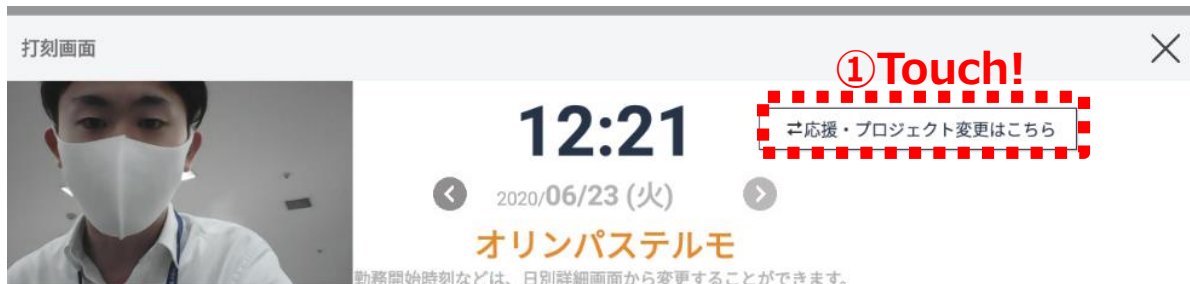 打刻画面
①Touch!
12:21
⇄応援・プロジェクト変更はこちら
2020/06/23 (火)
オリンパステルモ
勤務開始時刻などは、日別詳細画面から変更することができます。